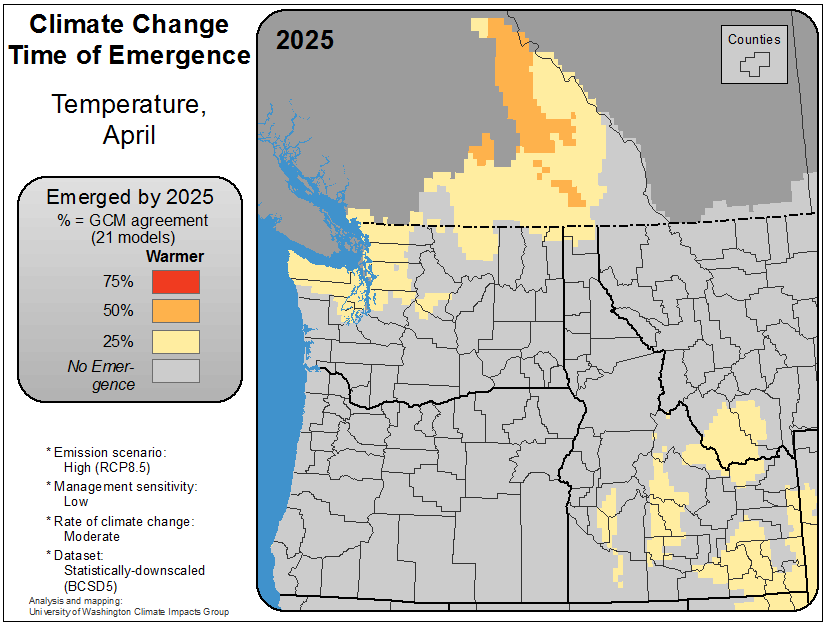 Climate Change
Time of Emergence
Temperature,
April
Emerged by 2025
% = GCM agreement
(21 models)
Warmer
75%
50%
25%
No Emer-
gence
* Emission scenario:
High (RCP8.5)
* Management sensitivity:
Low
* Rate of climate change:
Moderate
* Dataset:
Statistically-downscaled
(BCSD5)
Analysis and mapping:
University of Washington Climate Impacts Group
2025
Counties